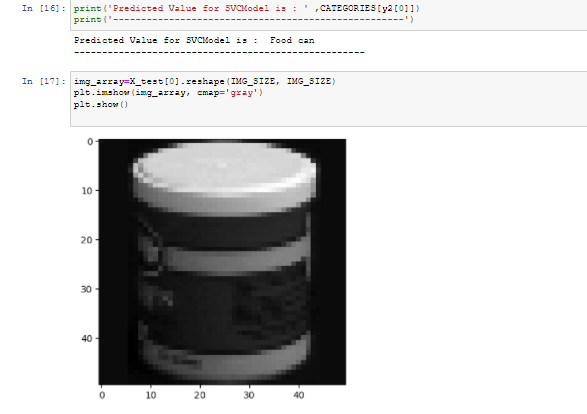 In [16]: print('Predicted Value for SVCModel is : ' ,CATEGORIES[y2[0]])
print('-----------------------------------------------------------')
Predicted Value for SVCModel is :  Food can
-----------------------------------------------------------
In [17]: img_array=X_test[0].reshape(IMG_SIZE, IMG_SIZE)
plt.imshow(img_array, cmap='gray')
plt.show()
0
10
20
30
40
0 10 20 30 40